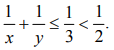 1/x + 1/y ≤ 1/3 < 1/2.